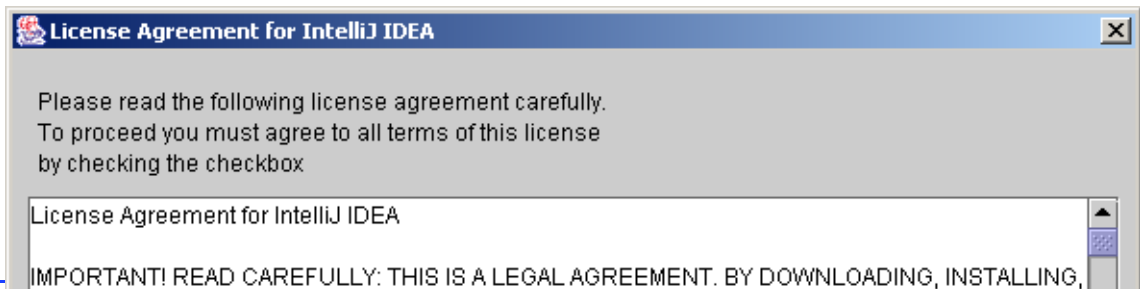 License Agreement for IntelliJ IDEA
Please read the following license agreement carefully.
To proceed you must agree to all terms of this license
by checking the checkbox
License Agreement for IntelliJ IDEA
IMPORTANT! READ CAREFULLY: THIS IS A LEGAL AGREEMENT. BY DOWNLOADING, INSTALLING,